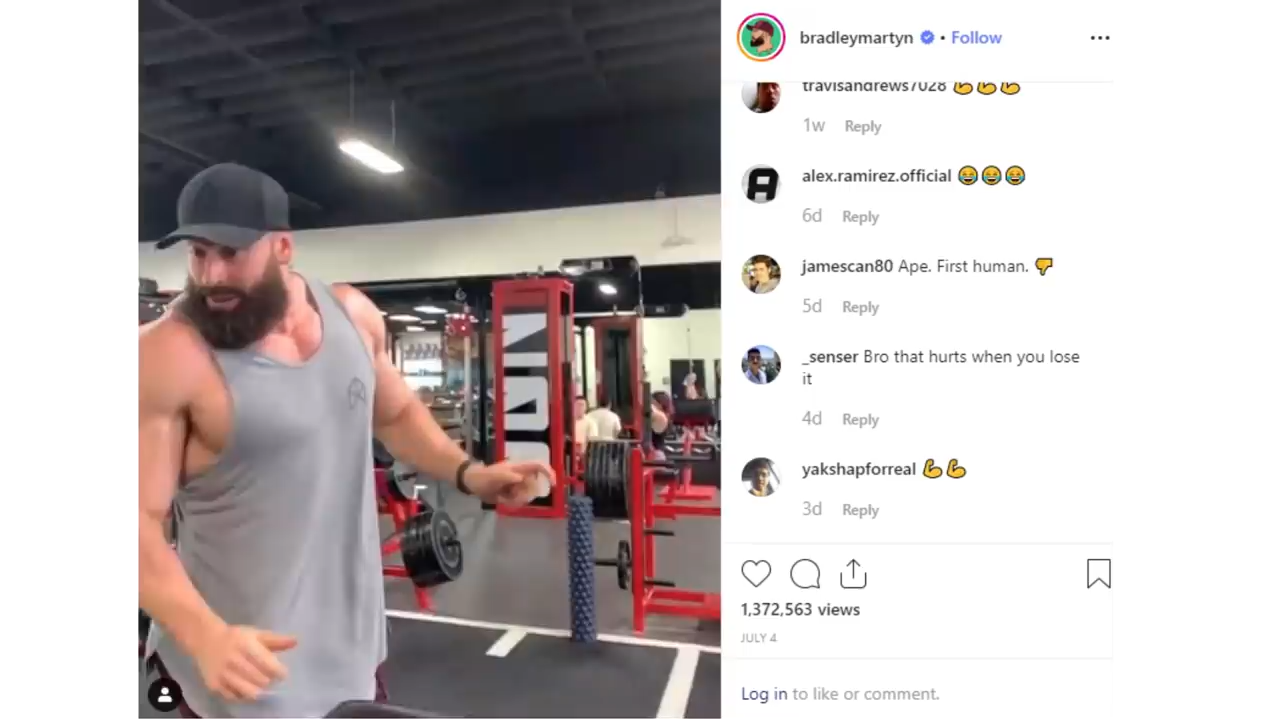 bradleymartyn • Follow
travisandrews7028 💪💪💪
1w Reply
alex.ramirez.official 😂😂😂
6d Reply
jamescan80 Ape. First human. 👎
5d Reply
_senser Bro that hurts when you lose
it
4d Reply
yakshapforreal 💪💪
3d Reply
1,372,563 views
JULY 4
Log in to like or comment.